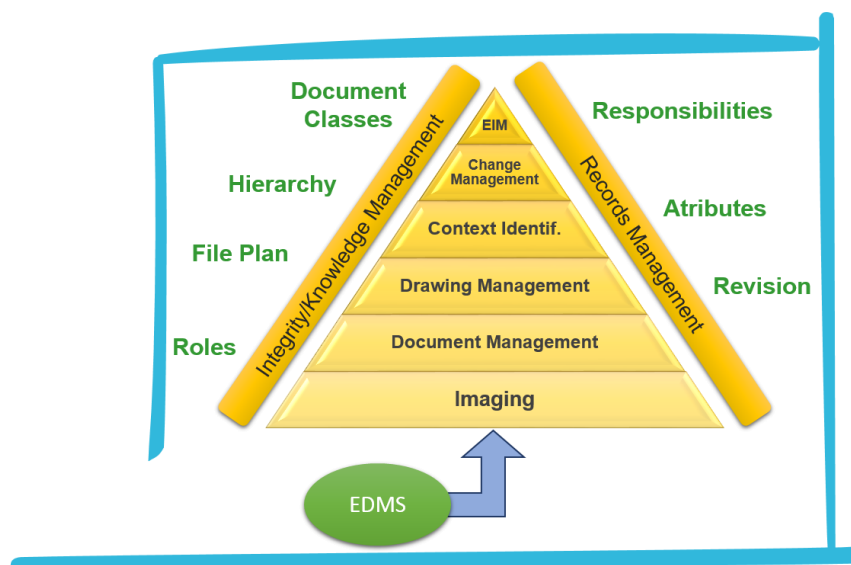 Document
Classes
Hierarchy
File Plan
Roles
Integrity/Knowledge Management
EIM
Change
Management
Context Identif.
Drawing Management
Document Management
Imaging
Records Management
Responsibilities
Atributes
Revision
EDMS